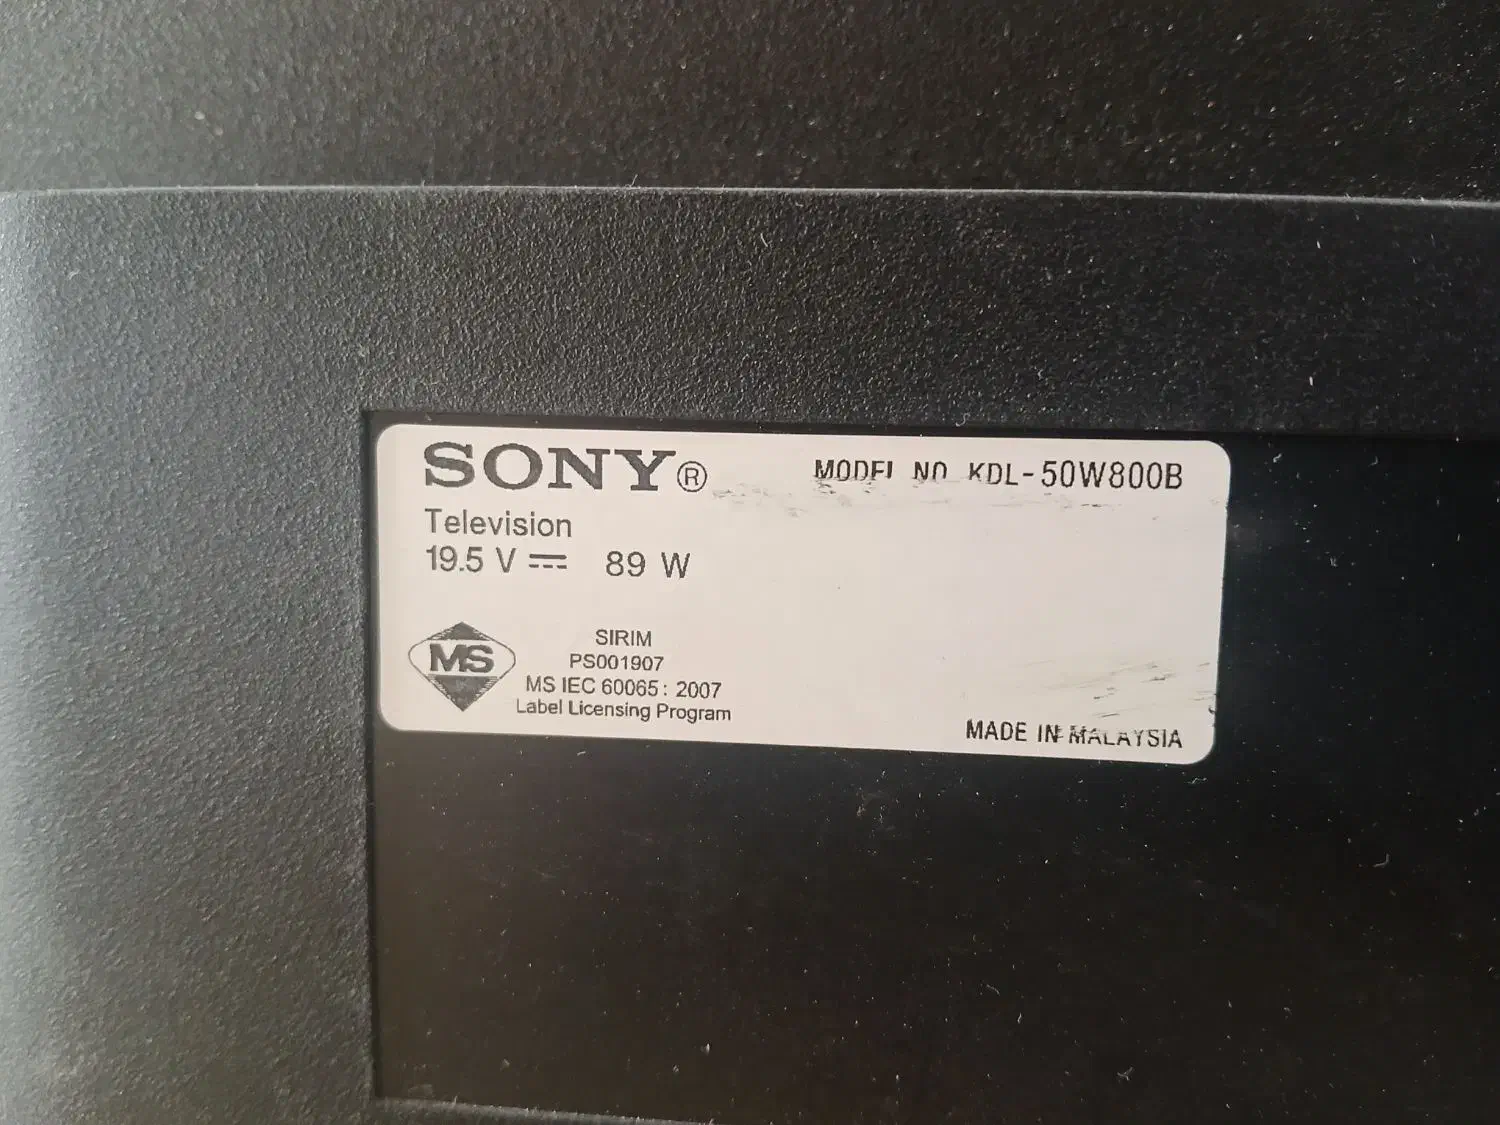 SONY®
MODEL NO. KDL-50W800B
Television
19.5 V ⎓ 89 W
MS
SIRIM
PS001907
MS IEC 60065 : 2007
Label Licensing Program
MADE IN MALAYSIA